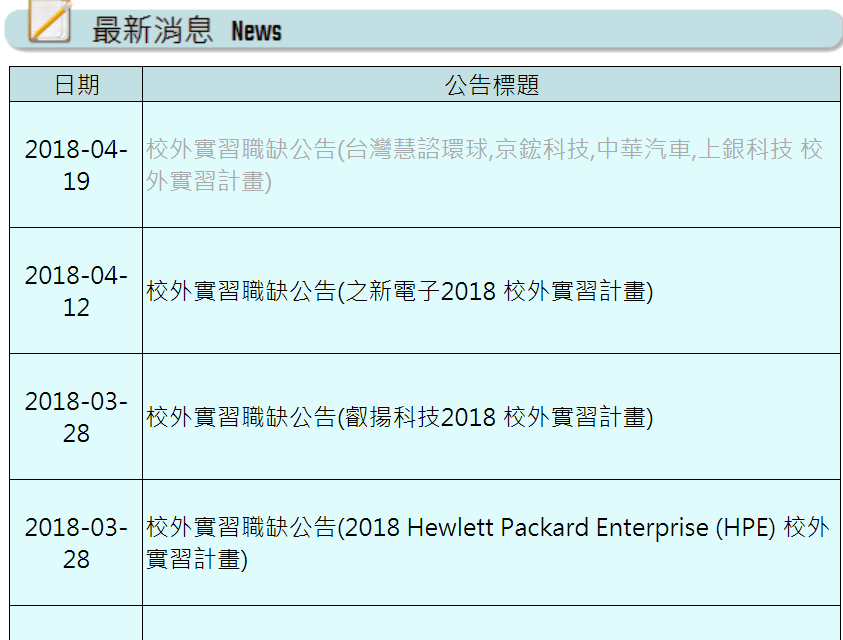 最新消息 News
日期 公告標題
2018-04-
19
校外實習職缺公告(台灣慧諮環球,京鋐科技,中華汽車,上銀科技 校
外實習計畫)
2018-04-
12
校外實習職缺公告(之新電子2018 校外實習計畫)
2018-03-
28
校外實習職缺公告(叡揚科技2018 校外實習計畫)
2018-03-
28
校外實習職缺公告(2018 Hewlett Packard Enterprise (HPE) 校外
實習計畫)